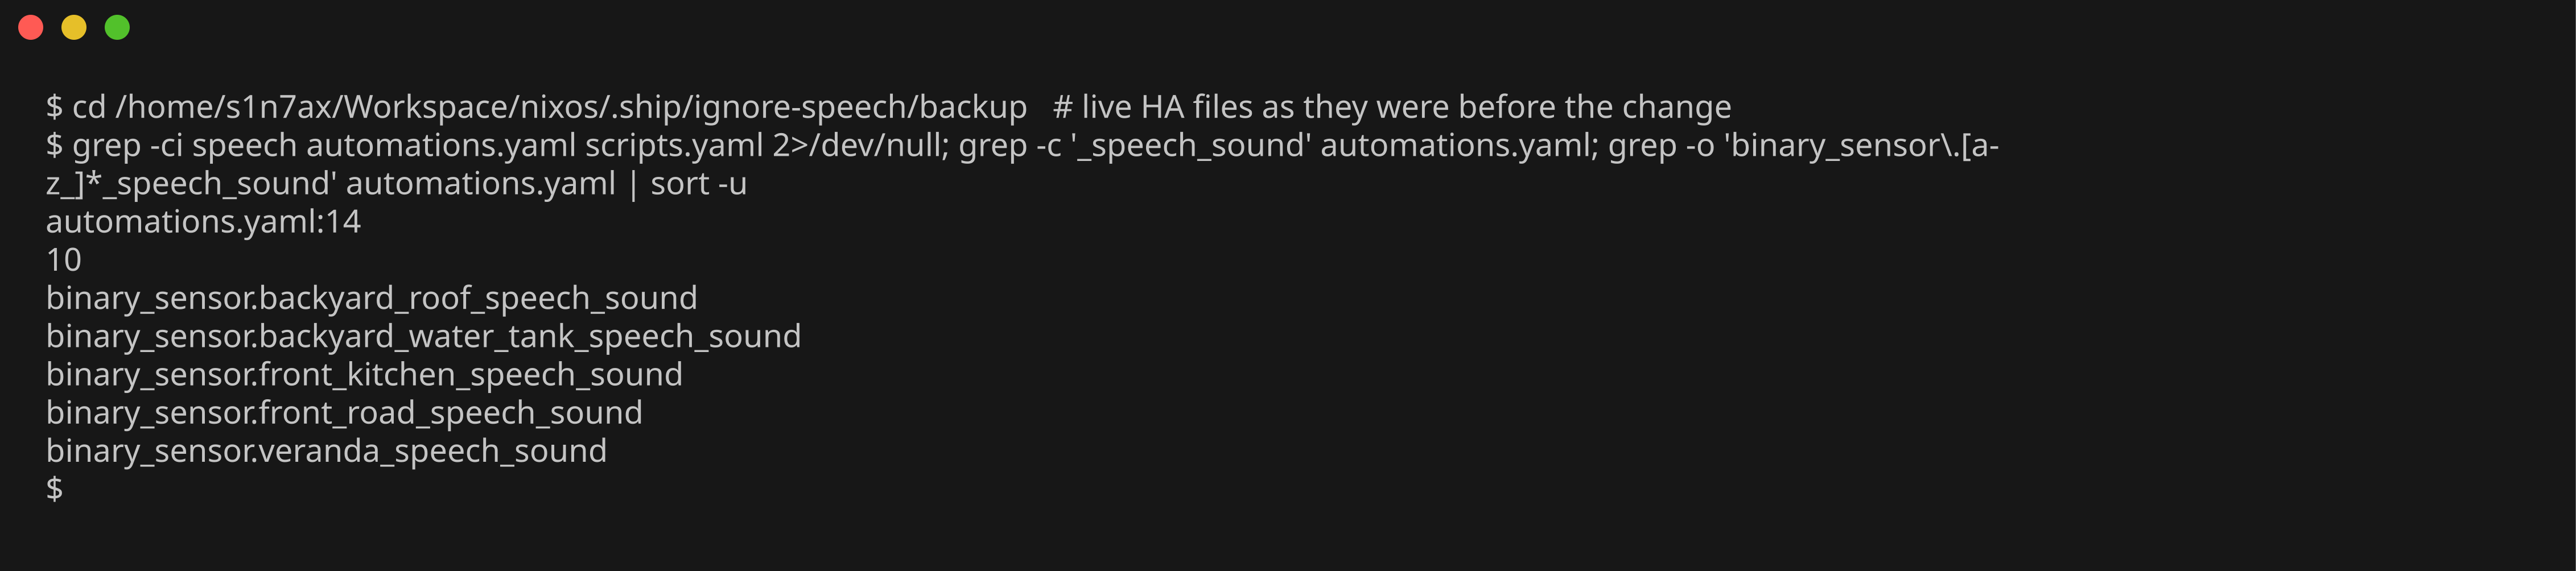 $ cd /home/s1n7ax/Workspace/nixos/.ship/ignore-speech/backup   # live HA files as they were before the change
$ grep -ci speech automations.yaml scripts.yaml 2>/dev/null; grep -c '_speech_sound' automations.yaml; grep -o 'binary_sensor\.[a-
z_]*_speech_sound' automations.yaml | sort -u
automations.yaml:14
10
binary_sensor.backyard_roof_speech_sound
binary_sensor.backyard_water_tank_speech_sound
binary_sensor.front_kitchen_speech_sound
binary_sensor.front_road_speech_sound
binary_sensor.veranda_speech_sound
$